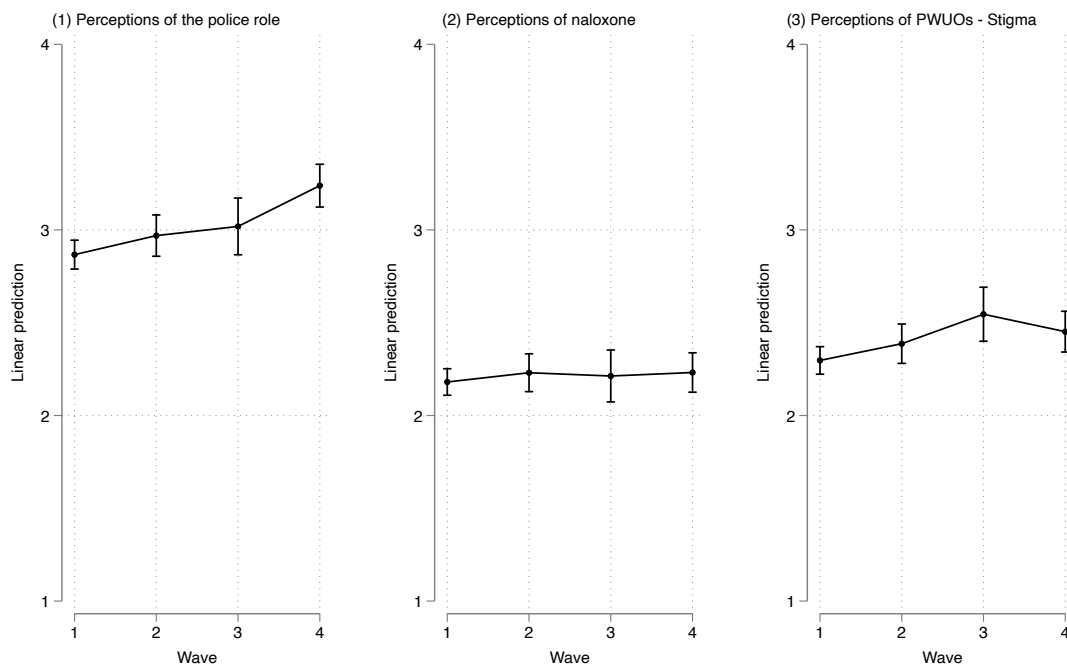 (1) Perceptions of the police role
4
3
2
1
Linear prediction
1 2 3 4
Wave
(2) Perceptions of naloxone
4
3
2
1
Linear prediction
1 2 3 4
Wave
(3) Perceptions of PWUOs - Stigma
4
3
2
1
Linear prediction
1 2 3 4
Wave